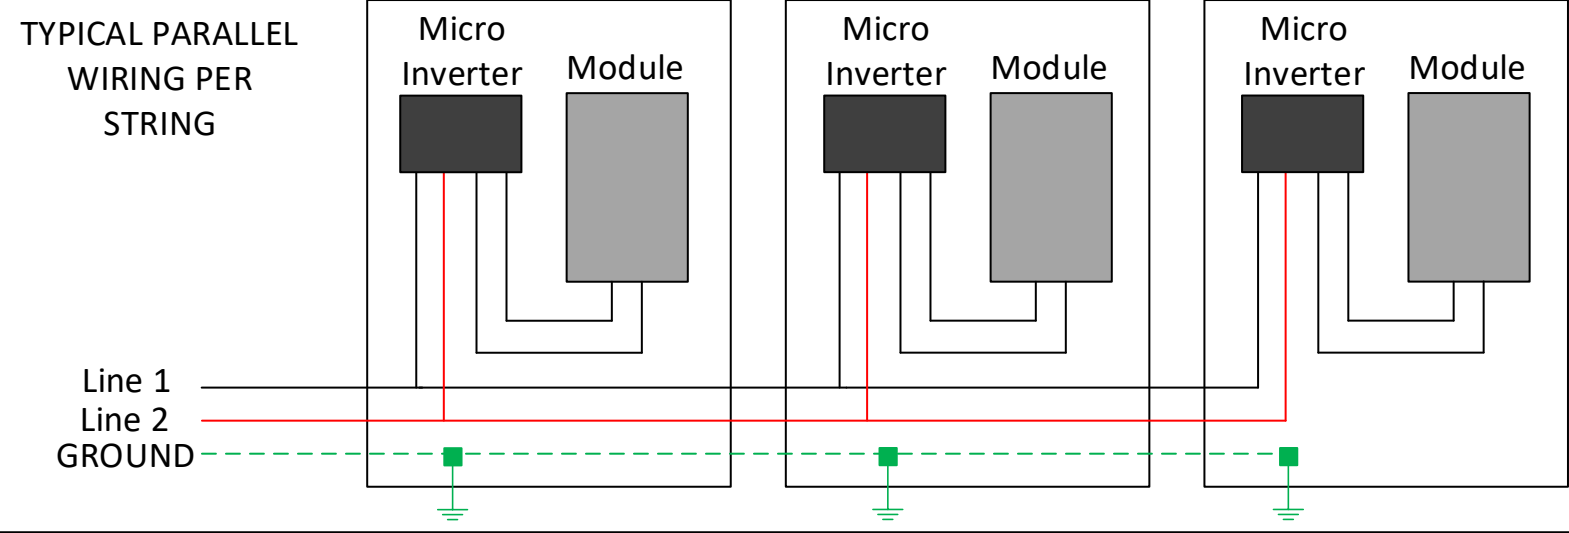 TYPICAL PARALLEL
WIRING PER
STRING
Micro
Inverter
Module
Micro
Inverter
Module
Micro
Inverter
Module
Line 1
Line 2
GROUND